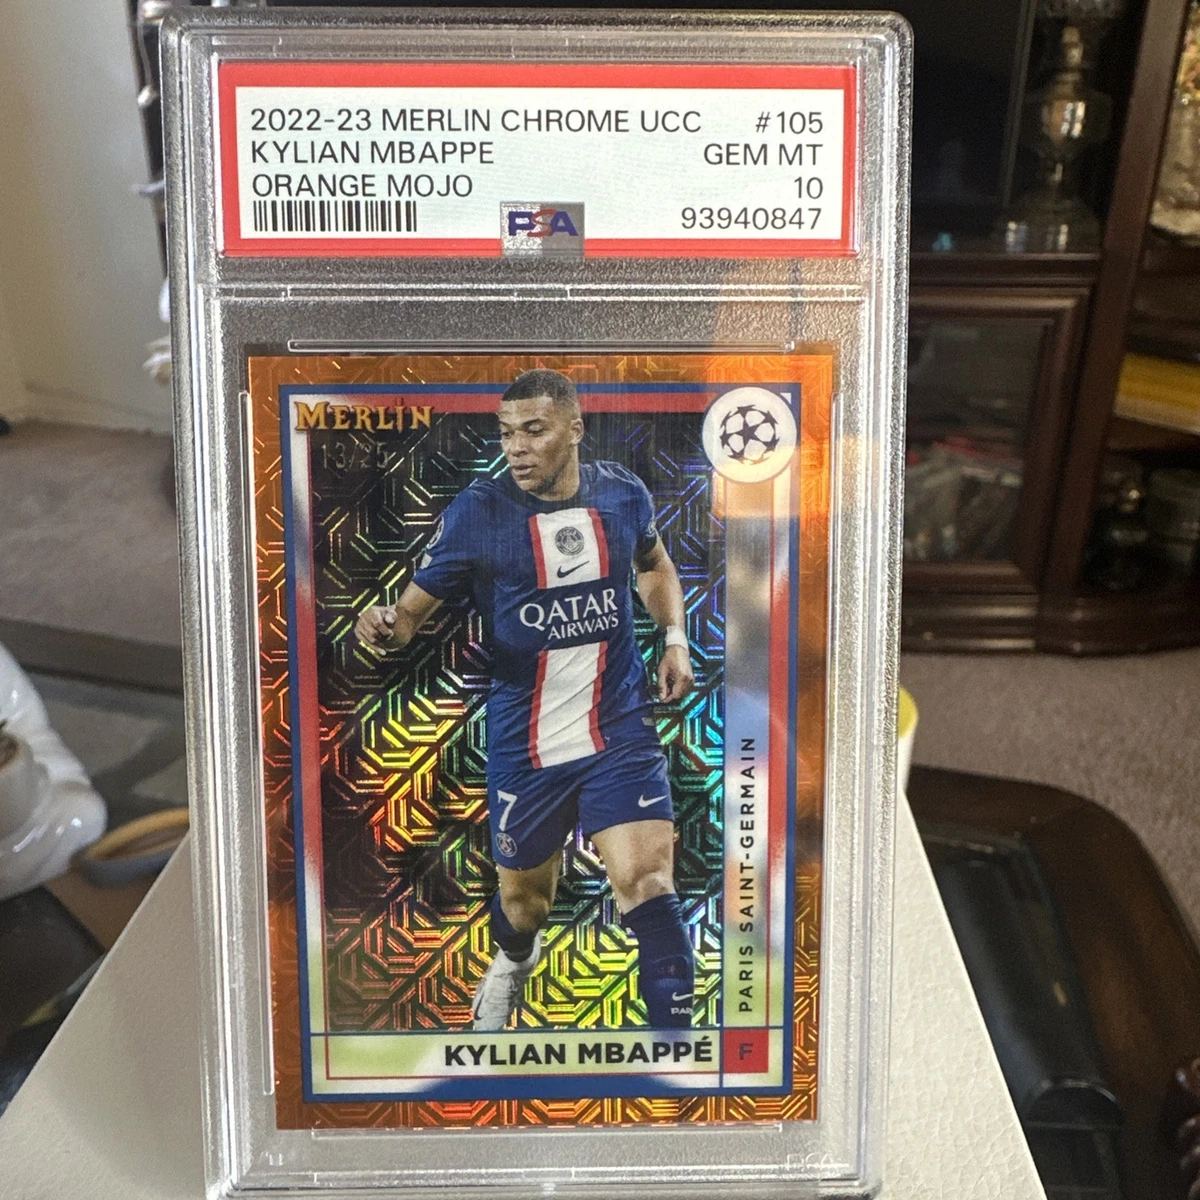 2022-23 MERLIN CHROME UCC #105
KYLIAN MBAPPE GEM MT
ORANGE MOJO 10
93940847
PSA
MERLIN
13/25
QATAR
AIRWAYS
7
PARIS SAINT-GERMAIN
KYLIAN MBAPPÉ F